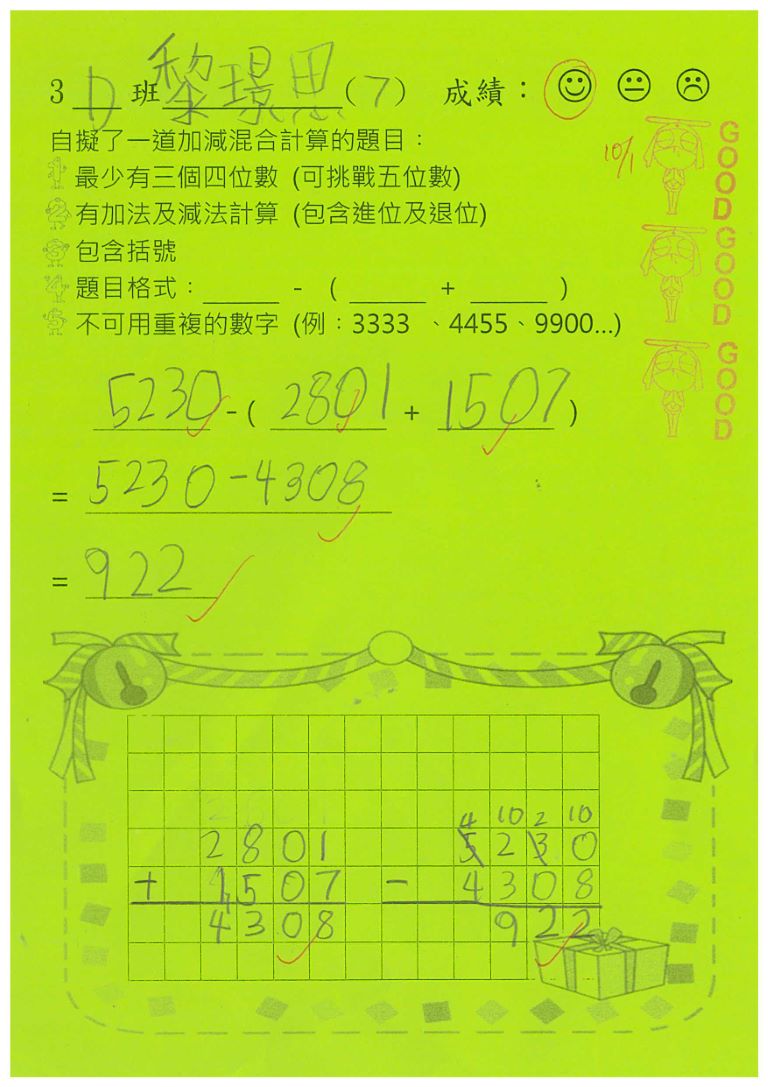 3 D 班 黎璟思 (7) 成績：
10/1
GOOD
GOOD
GOOD
自擬了一道加減混合計算的題目：
1 最少有三個四位數 (可挑戰五位數)
2 有加法及減法計算 (包含進位及退位)
3 包含括號
4 題目格式：______ - ( ______ + ______ )
5 不可用重複的數字 (例：3333 、4455、9900...)
5230 - ( 2801 + 1507 )
= 5230 - 4308
= 922
4 10 2 10
2801 5230
+ 1507 - 4308
4308 922